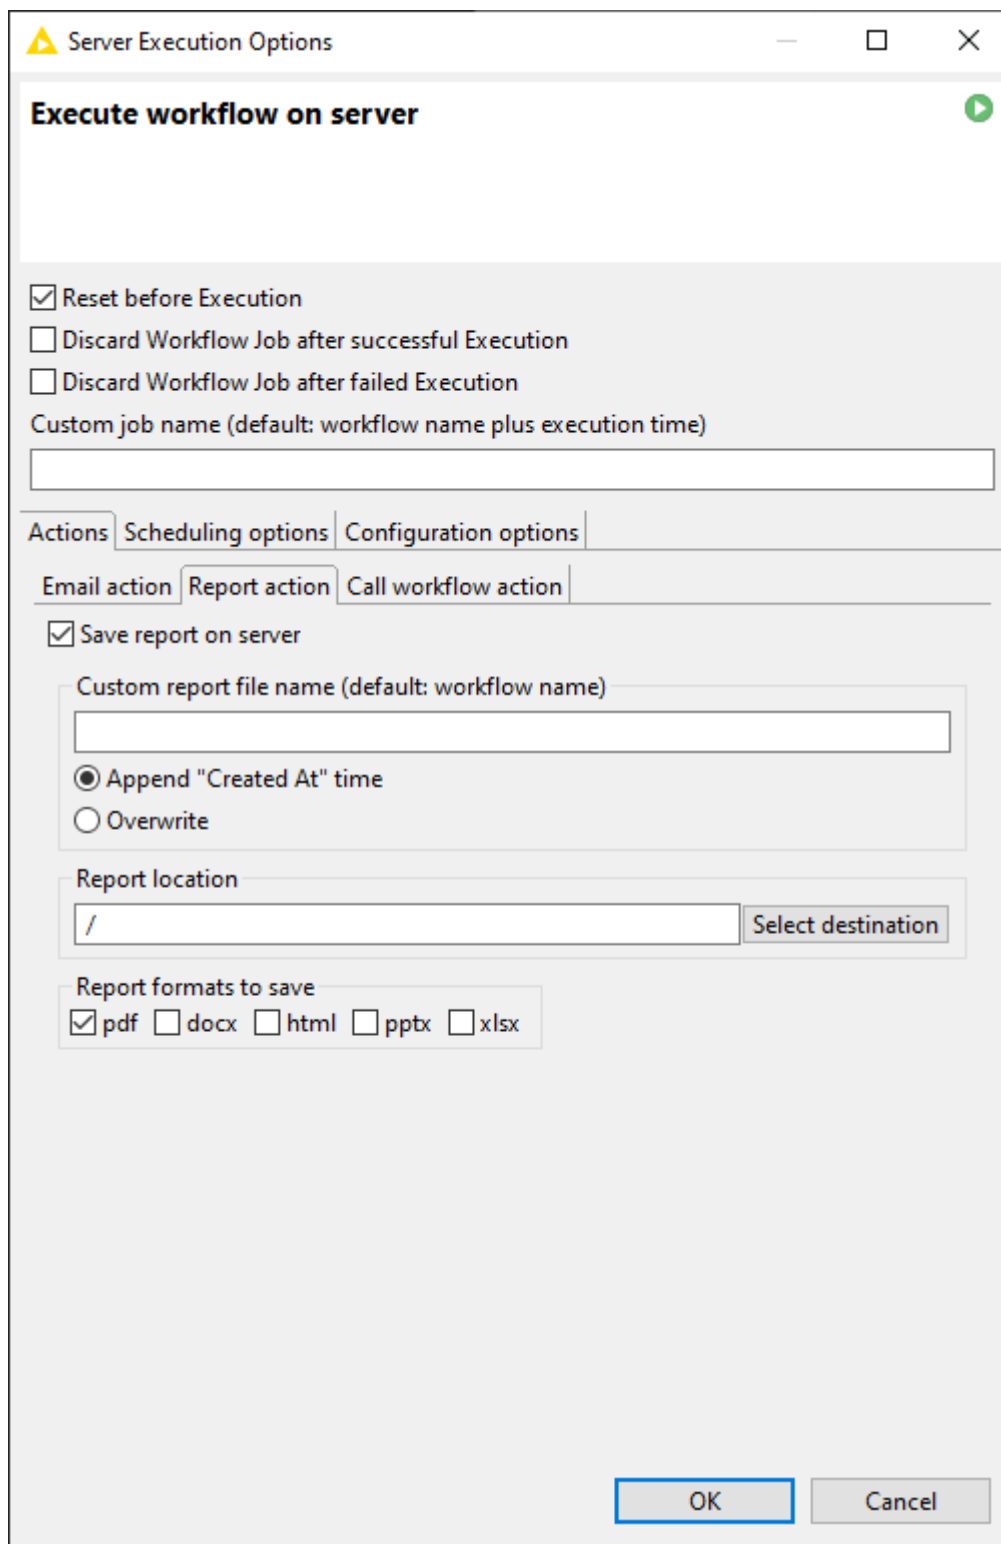 Server Execution Options
Execute workflow on server
Reset before Execution
Discard Workflow Job after successful Execution
Discard Workflow Job after failed Execution
Custom job name (default: workflow name plus execution time)
Actions Scheduling options Configuration options
Email action Report action Call workflow action
Save report on server
Custom report file name (default: workflow name)
Append "Created At" time
Overwrite
Report location
/ Select destination
Report formats to save
pdf docx html pptx xlsx
OK Cancel